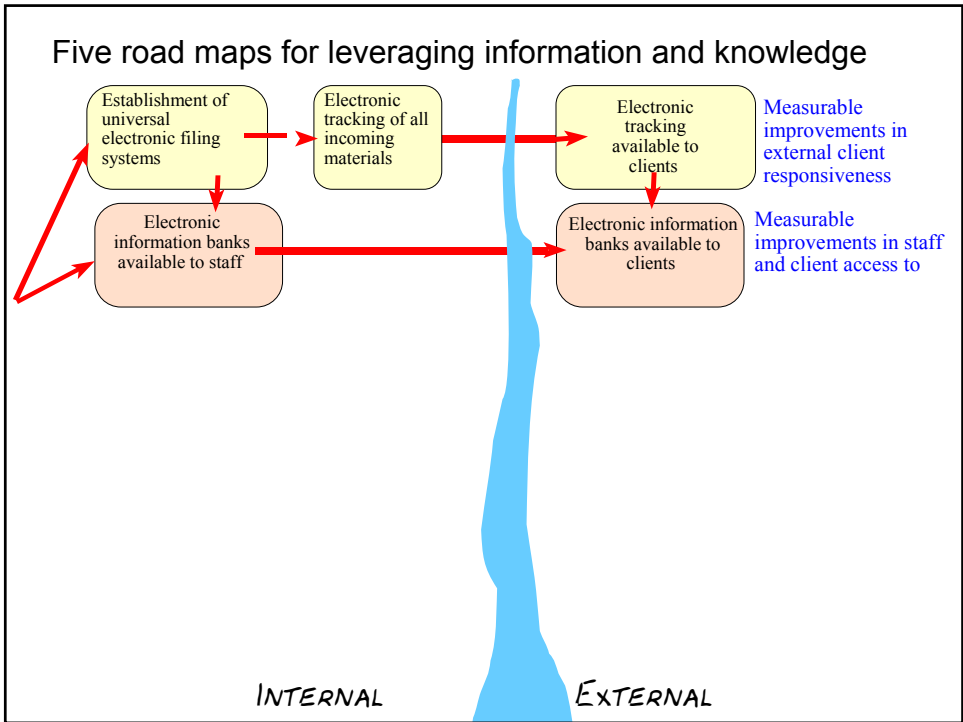 Five road maps for leveraging information and knowledge
Establishment of
universal
electronic filing
systems
Electronic
tracking of all
incoming
materials
Electronic
tracking
available to
clients
Measurable
improvements in
external client
responsiveness
Electronic
information banks
available to staff
Electronic information
banks available to
clients
Measurable
improvements in staff
and client access to
INTERNAL
EXTERNAL